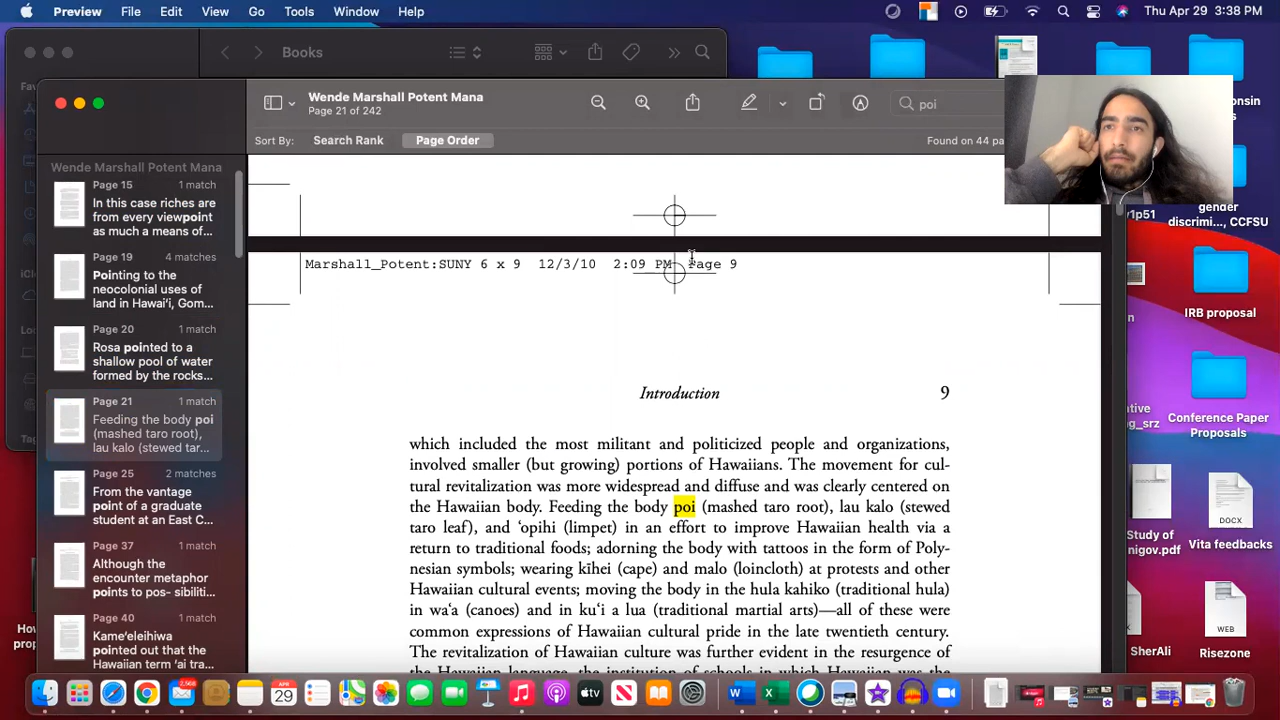 Preview File Edit View Go Tools Window Help
Thu Apr 29 3:38 PM
Books
Wende Marshall Potent Mana
Page 21 of 242
poi
Sort By: Search Rank Page Order
Found on 44 pa
Wende Marshall Potent Mana
Page 15 1 match
In this case riches are
from every viewpoint
as much a means of...
Page 19 4 matches
Pointing to the
neocolonial uses of
land in Hawai‘i, Gom...
Page 20 1 match
Rosa pointed to a
shallow pool of water
formed by the rocks...
Page 21 1 match
Feeding the body poi
(mashed taro root),
lau kalo (stewed tar...
Page 25 2 matches
From the vantage
point of a graduate
student at an East C...
Page 37 1 match
Although the
encounter metaphor
points to pos- sibiliti...
Page 40 1 match
Kame‘eleihiwa
pointed out that the
Hawaiian term ‘ai tra...
Marshall_Potent:SUNY 6 x 9 12/3/10 2:09 PM Page 9
Introduction 9
which included the most militant and politicized people and organizations,
involved smaller (but growing) portions of Hawaiians. The movement for cul-
tural revitalization was more widespread and diffuse and was clearly centered on
the Hawaiian body. Feeding the body poi (mashed taro root), lau kalo (stewed
taro leaf), and ‘opihi (limpet) in an effort to improve Hawaiian health via a
return to traditional foods; adorning the body with tattoos in the form of Poly-
nesian symbols; wearing kīhei (cape) and malo (loincloth) at protests and other
Hawaiian cultural events; moving the body in the hula kahiko (traditional hula)
in wa‘a (canoes) and in ku‘i a lua (traditional martial arts)—all of these were
common expressions of Hawaiian cultural pride in the late twentieth century.
The revitalization of Hawaiian culture was further evident in the resurgence of
consin
s
y1p51
gender
discrimi..., CCFSU
IRB proposal
Conference Paper
Proposals
ocative
org_srz
DOCX
Study of
nigov.pdf
Vita feedbacks
WEB
SherAli
Risezone
How
2,568
APR
29